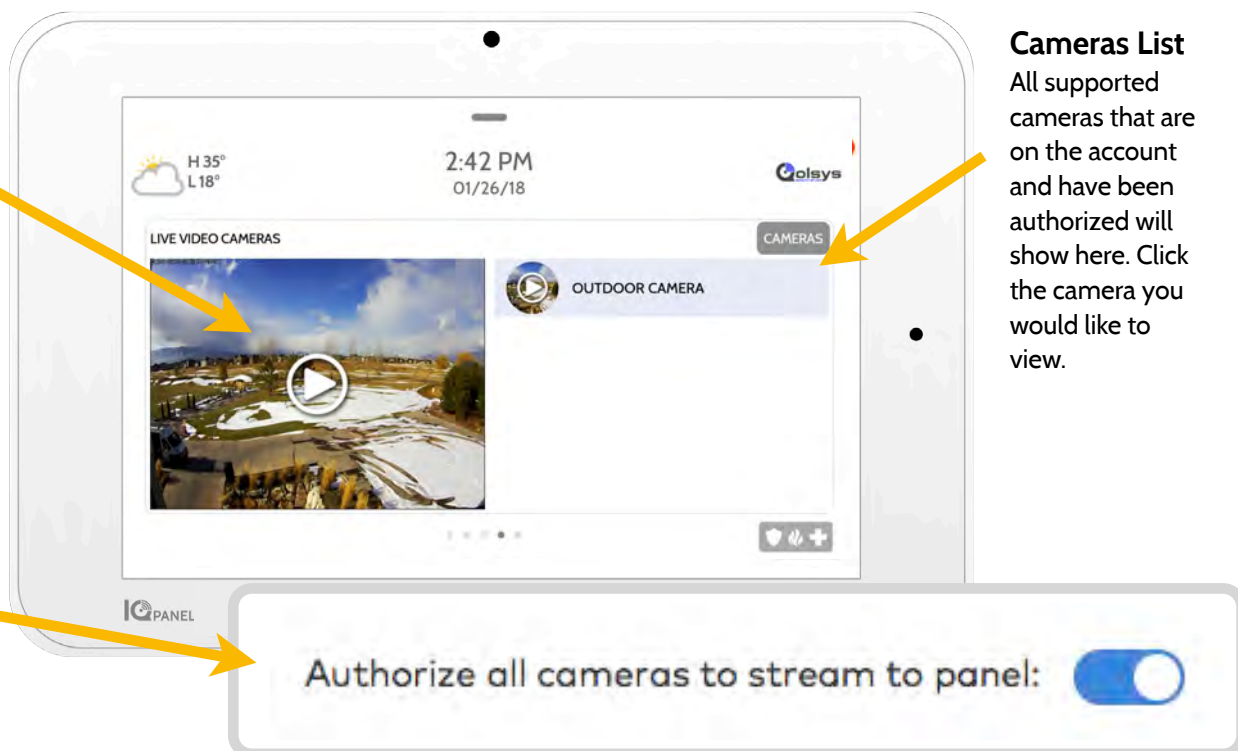 Cameras List
All supported
cameras that are
on the account
and have been
authorized will
show here. Click
the camera you
would like to
view.
H 35°
L 18°
2:42 PM
01/26/18
Qolsys
LIVE VIDEO CAMERAS
CAMERAS
OUTDOOR CAMERA
IQ PANEL
Authorize all cameras to stream to panel: